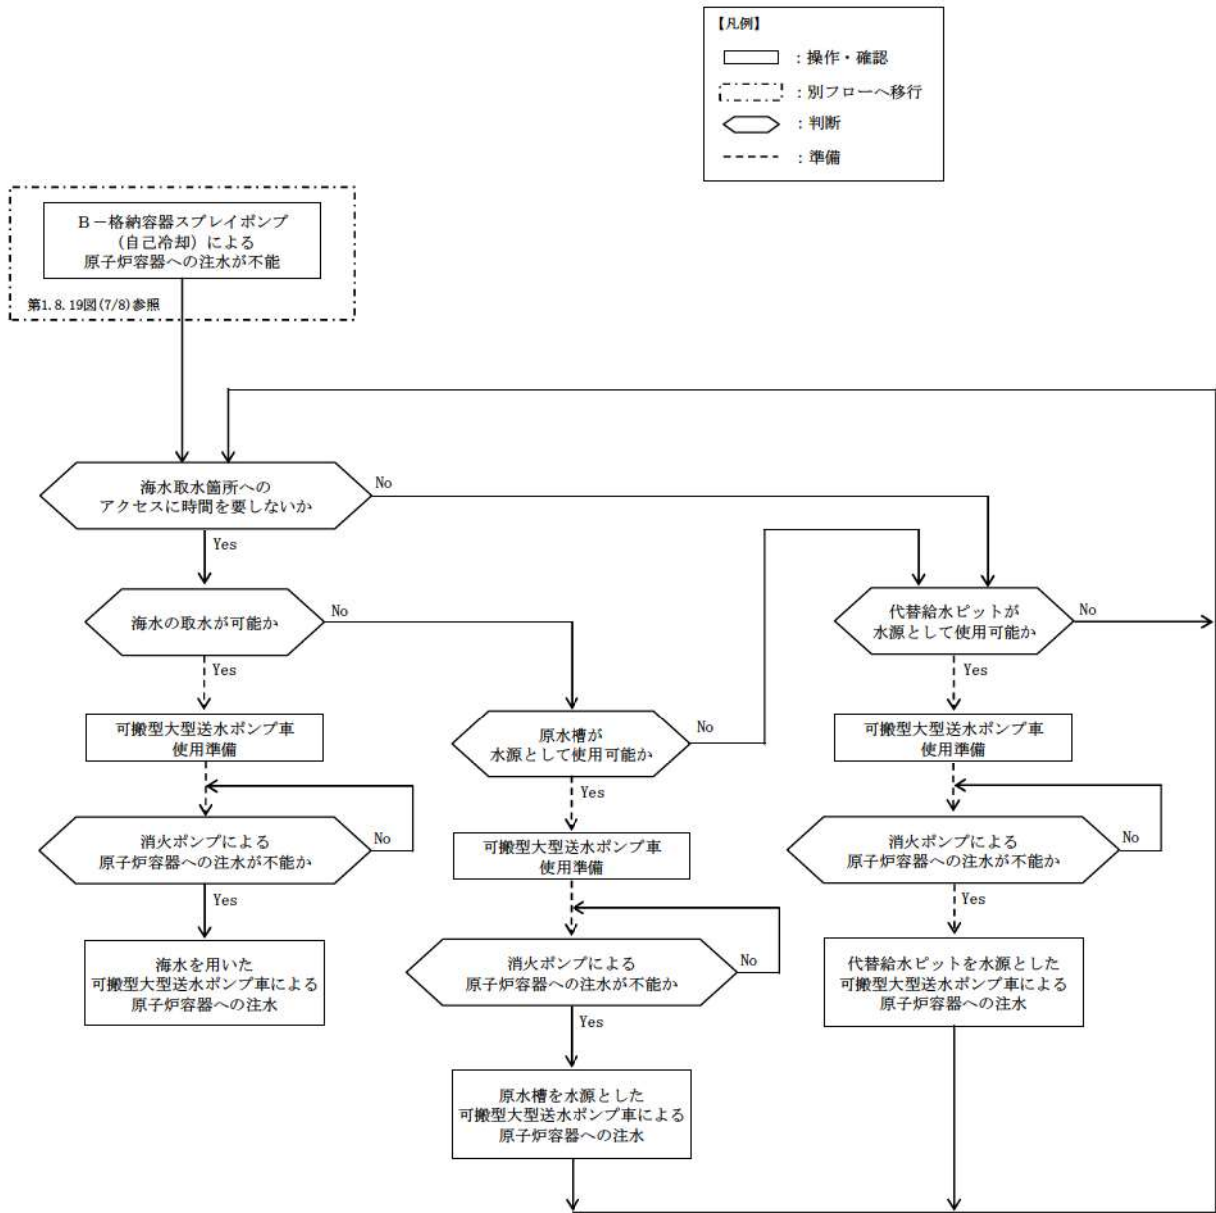 【凡例】
：操作・確認
：別フローへ移行
：判断
：準備
B－格納容器スプレイポンプ
（自己冷却）による
原子炉容器への注水が不能
第1.8.19図(7/8)参照
海水取水箇所への
アクセスに時間を要しないか
No
Yes
海水の取水が可能か
No
Yes
代替給水ピットが
水源として使用可能か
No
Yes
可搬型大型送水ポンプ車
使用準備
原水槽が
水源として使用可能か
No
Yes
可搬型大型送水ポンプ車
使用準備
消火ポンプによる
原子炉容器への注水が不能か
No
Yes
可搬型大型送水ポンプ車
使用準備
消火ポンプによる
原子炉容器への注水が不能か
No
Yes
海水を用いた
可搬型大型送水ポンプ車による
原子炉容器への注水
消火ポンプによる
原子炉容器への注水が不能か
No
Yes
代替給水ピットを水源とした
可搬型大型送水ポンプ車による
原子炉容器への注水
原水槽を水源とした
可搬型大型送水ポンプ車による
原子炉容器への注水